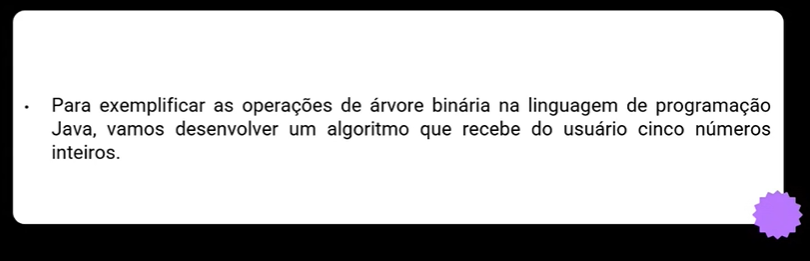 • Para exemplificar as operações de árvore binária na linguagem de programação
Java, vamos desenvolver um algoritmo que recebe do usuário cinco números
inteiros.